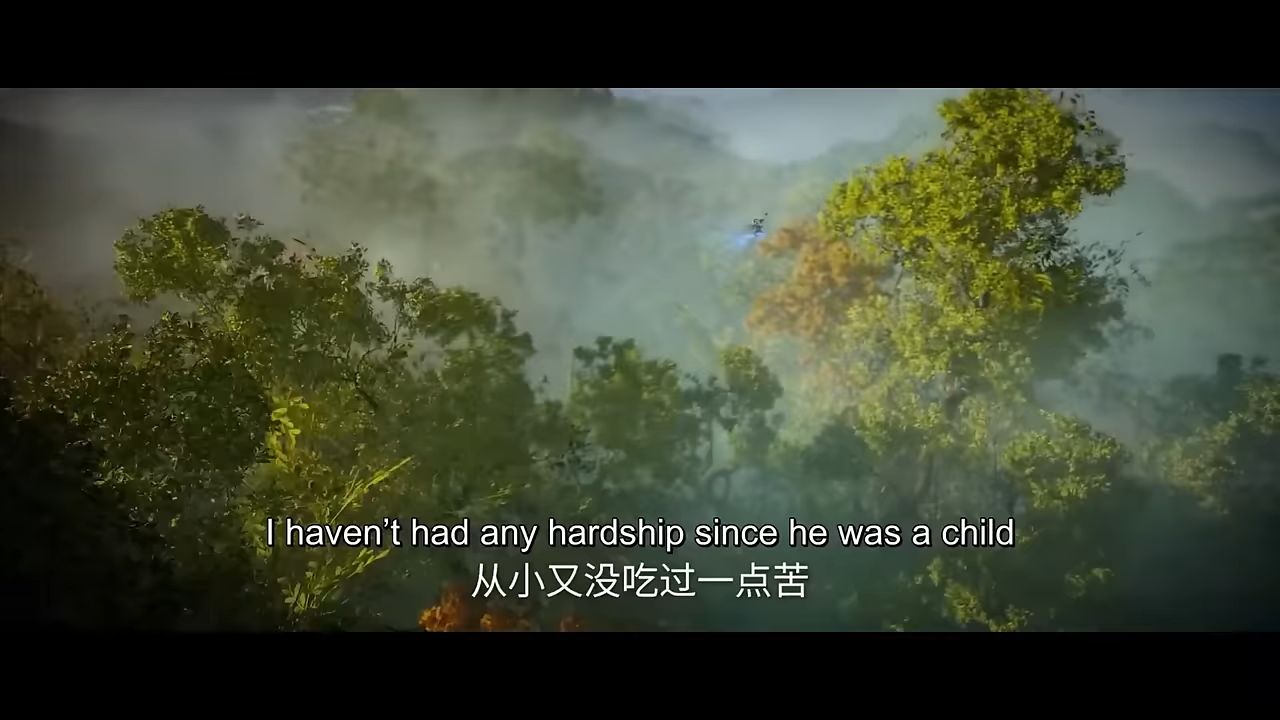 I haven't had any hardship since he was a child
从小又没吃过一点苦